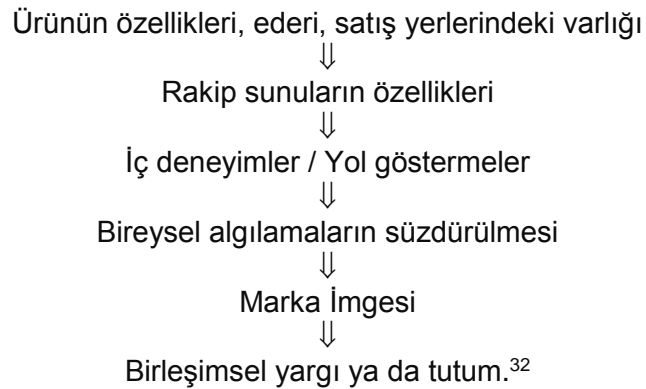 Ürünün özellikleri, ederi, satış yerlerindeki varlığı
⇓
Rakip sunuların özellikleri
⇓
İç deneyimler / Yol göstermeler
⇓
Bireysel algılamaların süzdürülmesi
⇓
Marka İmgesi
⇓
Birleşimsel yargı ya da tutum.³²